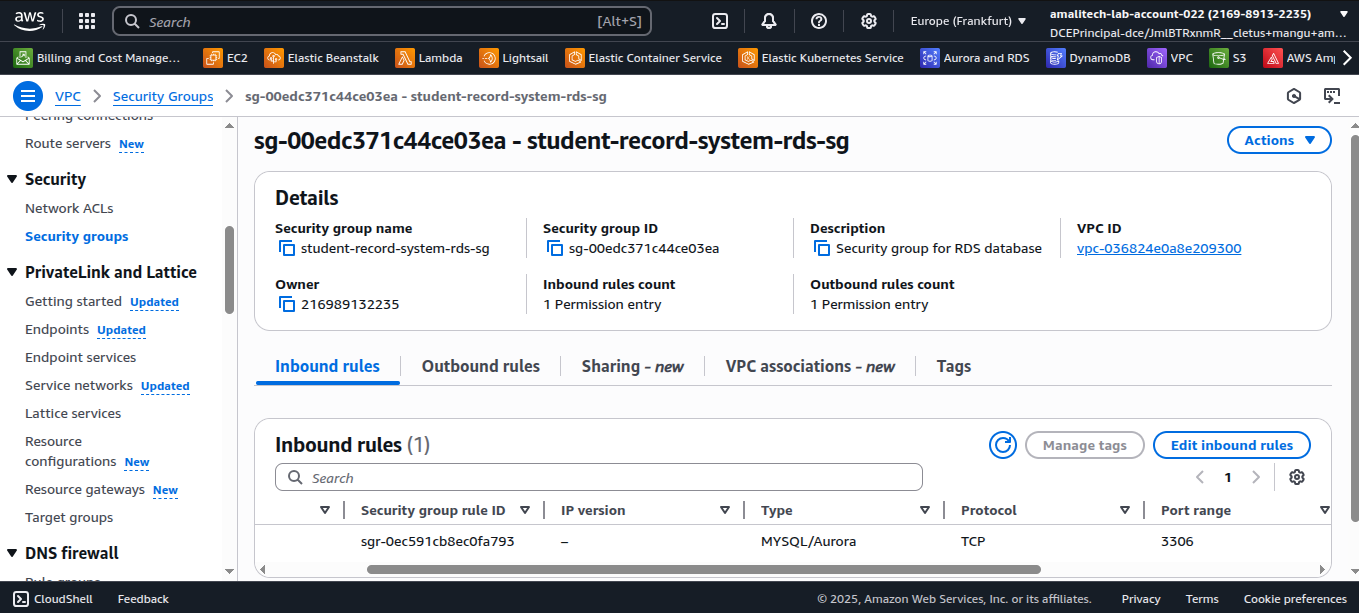 aws
Search [Alt+S]
Europe (Frankfurt)
amalitech-lab-account-022 (2169-8913-2235)
DCEPrincipal-dce/JmlBTRxnmR__cletus+mangu+am...
Billing and Cost Manage... EC2 Elastic Beanstalk Lambda Lightsail Elastic Container Service Elastic Kubernetes Service Aurora and RDS DynamoDB VPC S3 AWS Am
VPC Security Groups sg-00edc371c44ce03ea - student-record-system-rds-sg
Peering connections
Route servers New
Security
Network ACLs
Security groups
PrivateLink and Lattice
Getting started Updated
Endpoints Updated
Endpoint services
Service networks Updated
Lattice services
Resource
configurations New
Resource gateways New
Target groups
DNS firewall
Rule groups
sg-00edc371c44ce03ea - student-record-system-rds-sg
Actions
Details
Security group name
student-record-system-rds-sg
Security group ID
sg-00edc371c44ce03ea
Description
Security group for RDS database
VPC ID
vpc-036824e0a8e209300
Owner
216989132235
Inbound rules count
1 Permission entry
Outbound rules count
1 Permission entry
Inbound rules Outbound rules Sharing - new VPC associations - new Tags
Inbound rules (1)
Manage tags Edit inbound rules
Search
1
Security group rule ID IP version Type Protocol Port range
sgr-0ec591cb8ec0fa793 – MYSQL/Aurora TCP 3306
CloudShell Feedback © 2025, Amazon Web Services, Inc. or its affiliates. Privacy Terms Cookie preferences